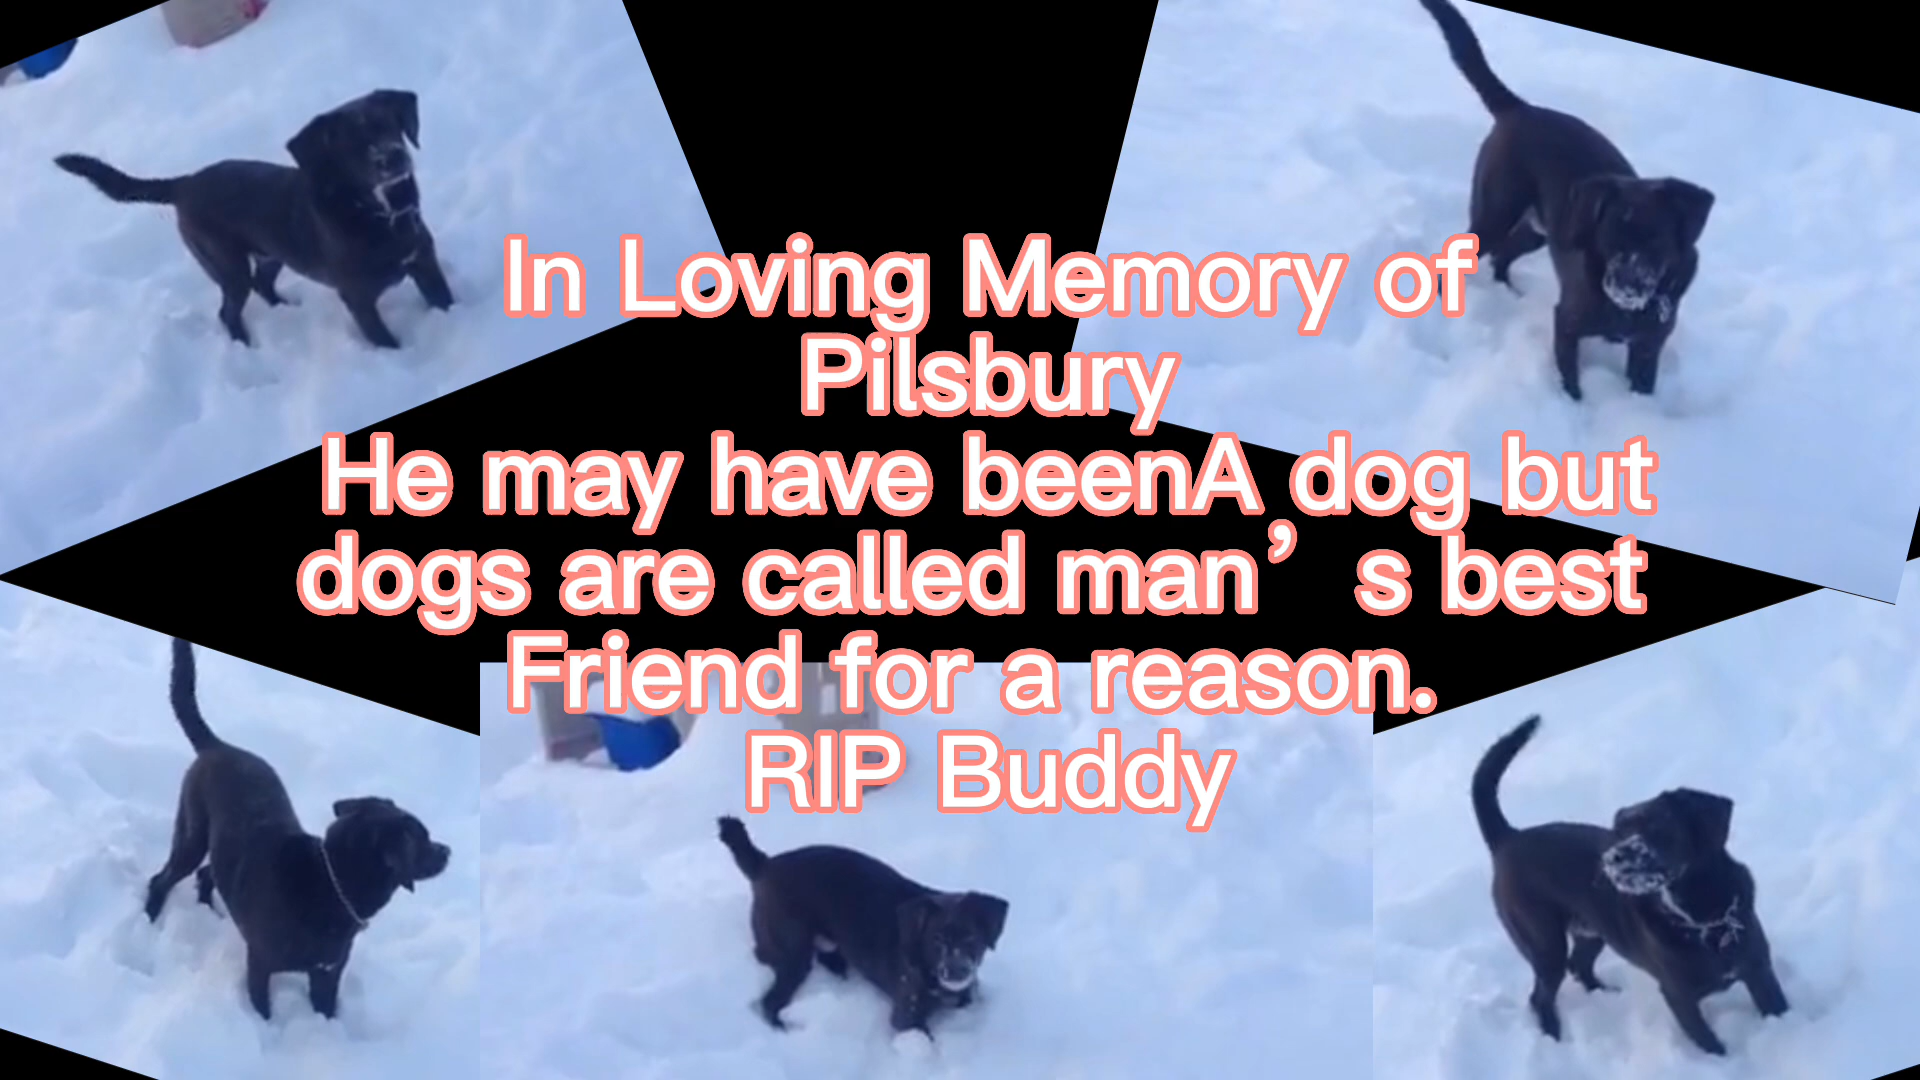 In Loving Memory of
Pilsbury
He may have beenA dog but
dogs are called man’s best
Friend for a reason.
RIP Buddy